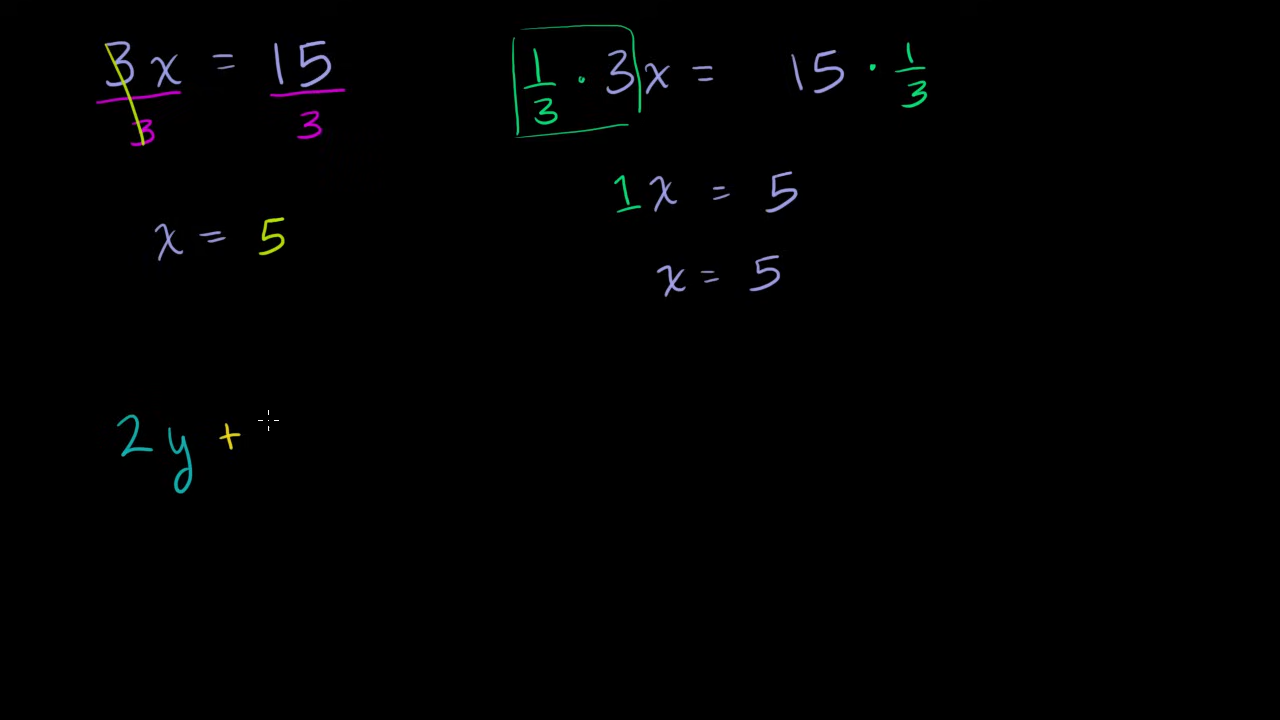 3x = 15
3 3
x = 5
1/3 · 3x = 15 · 1/3
1x = 5
x = 5
2y +